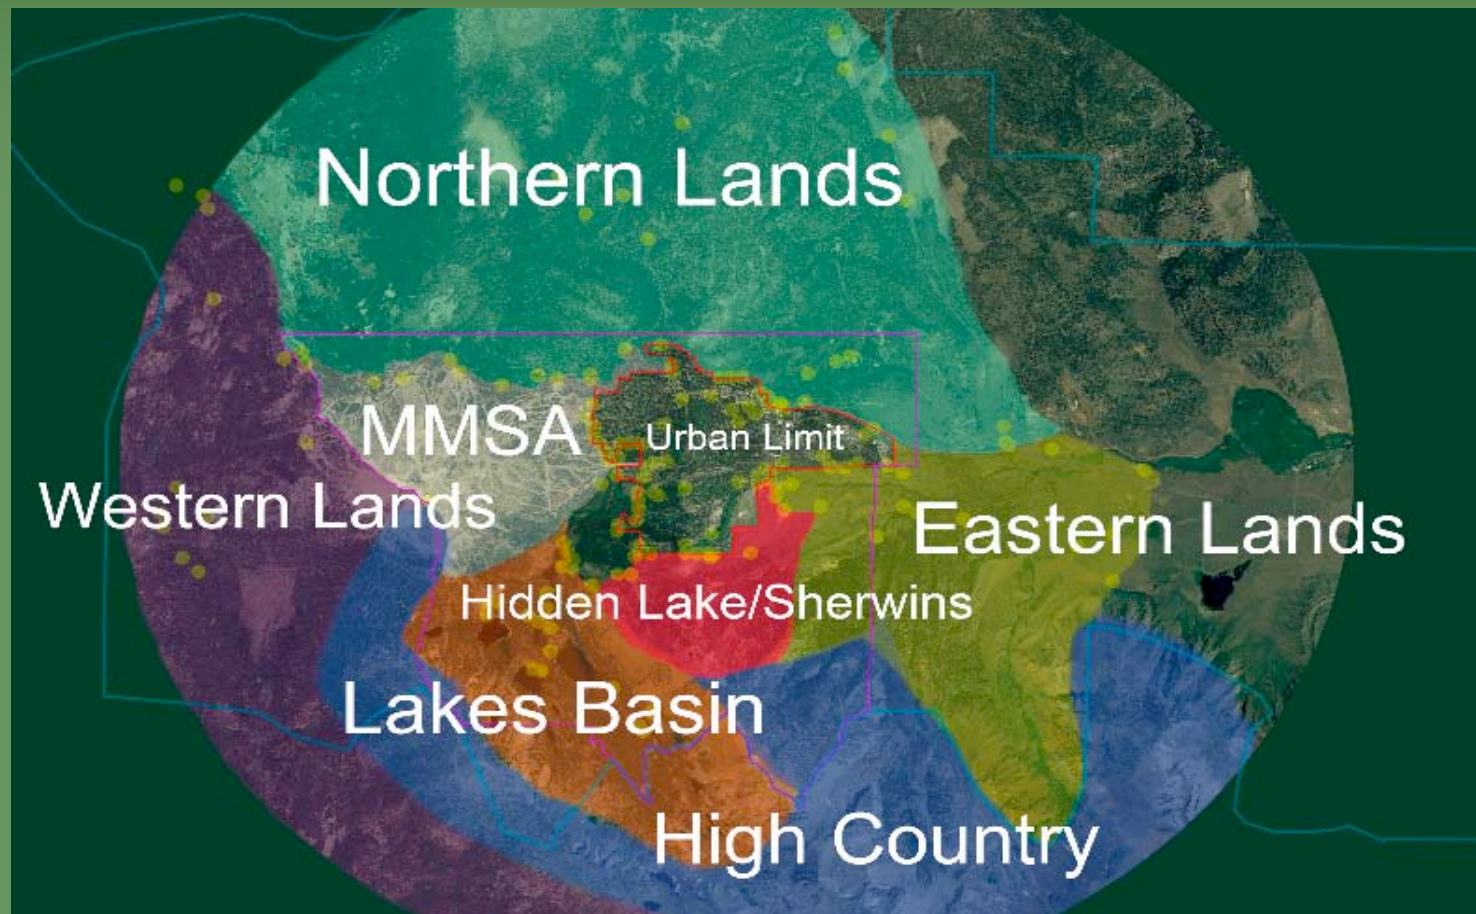 Northern Lands
MMSA
Urban Limit
Western Lands
Eastern Lands
Hidden Lake/Sherwins
Lakes Basin
High Country